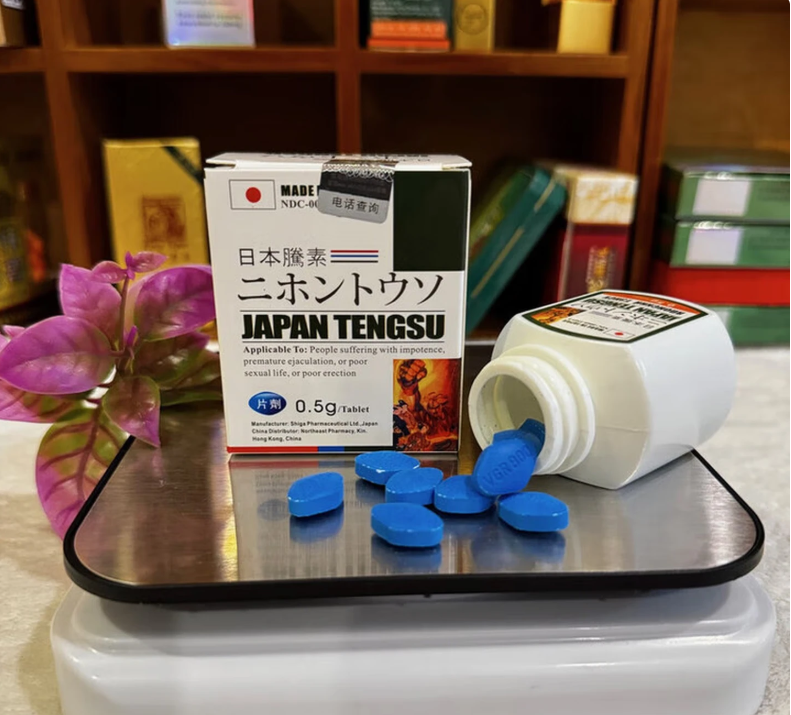 MADE
NDC-0
电话查询
日本騰素
ニホントウソ
JAPAN TENGSU
Applicable To: People suffering with impotence,
premature ejaculation, or poor
sexual life, or poor erection
片劑 0.5g/Tablet
Manufacturer: Shiga Pharmaceutical Ltd.,Japan
China Distributor: Northeast Pharmacy, Kin.
Hong Kong, China